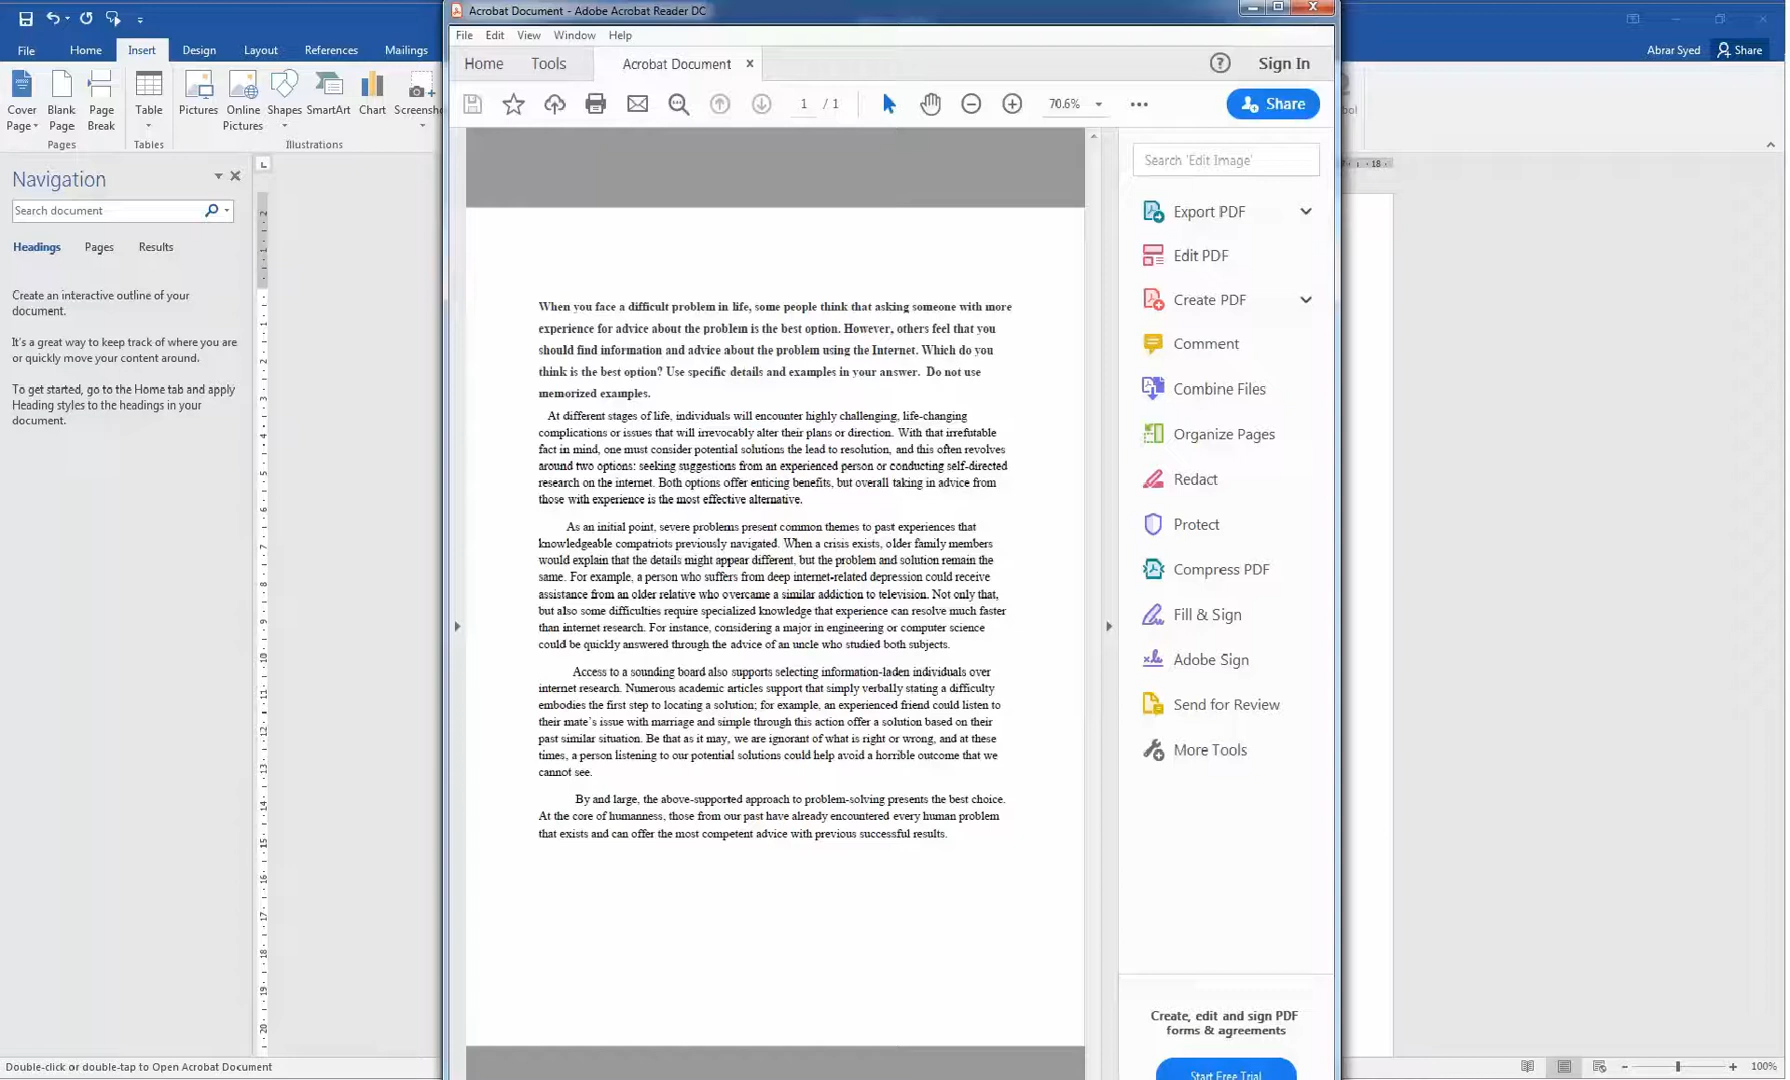 Acrobat Document - Adobe Acrobat Reader DC
File Edit View Window Help
Home Tools Acrobat Document × ? Sign In
1 / 1 70.6% Share
File Home Insert Design Layout References Mailings
Abrar Syed Share
Cover Page Blank Page Page Break Table Pictures Online Pictures Shapes SmartArt Chart Screensho
Pages Tables Illustrations
Navigation
Search document
Headings Pages Results
Create an interactive outline of your
document.
It's a great way to keep track of where you are
or quickly move your content around.
To get started, go to the Home tab and apply
Heading styles to the headings in your
document.
When you face a difficult problem in life, some people think that asking someone with more
experience for advice about the problem is the best option. However, others feel that you
should find information and advice about the problem using the Internet. Which do you
think is the best option? Use specific details and examples in your answer. Do not use
memorized examples.
At different stages of life, individuals will encounter highly challenging, life-changing
complications or issues that will irrevocably alter their plans or direction. With that irrefutable
fact in mind, one must consider potential solutions the lead to resolution, and this often revolves
around two options: seeking suggestions from an experienced person or conducting self-directed
research on the internet. Both options offer enticing benefits, but overall taking in advice from
those with experience is the most effective alternative.
As an initial point, severe problems present common themes to past experiences that
knowledgeable compatriots previously navigated. When a crisis exists, older family members
would explain that the details might appear different, but the problem and solution remain the
same. For example, a person who suffers from deep internet-related depression could receive
assistance from an older relative who overcame a similar addiction to television. Not only that,
but also some difficulties require specialized knowledge that experience can resolve much faster
than internet research. For instance, considering a major in engineering or computer science
could be quickly answered through the advice of an uncle who studied both subjects.
Access to a sounding board also supports selecting information-laden individuals over
internet research. Numerous academic articles support that simply verbally stating a difficulty
embodies the first step to locating a solution; for example, an experienced friend could listen to
their mate's issue with marriage and simple through this action offer a solution based on their
past similar situation. Be that as it may, we are ignorant of what is right or wrong, and at these
times, a person listening to our potential solutions could help avoid a horrible outcome that we
cannot see.
By and large, the above-supported approach to problem-solving presents the best choice.
At the core of humanness, those from our past have already encountered every human problem
that exists and can offer the most competent advice with previous successful results.
Search 'Edit Image'
Export PDF
Edit PDF
Create PDF
Comment
Combine Files
Organize Pages
Redact
Protect
Compress PDF
Fill & Sign
Adobe Sign
Send for Review
More Tools
Create, edit and sign PDF
forms & agreements
Start Free Trial
Double-click or double-tap to Open Acrobat Document
100%